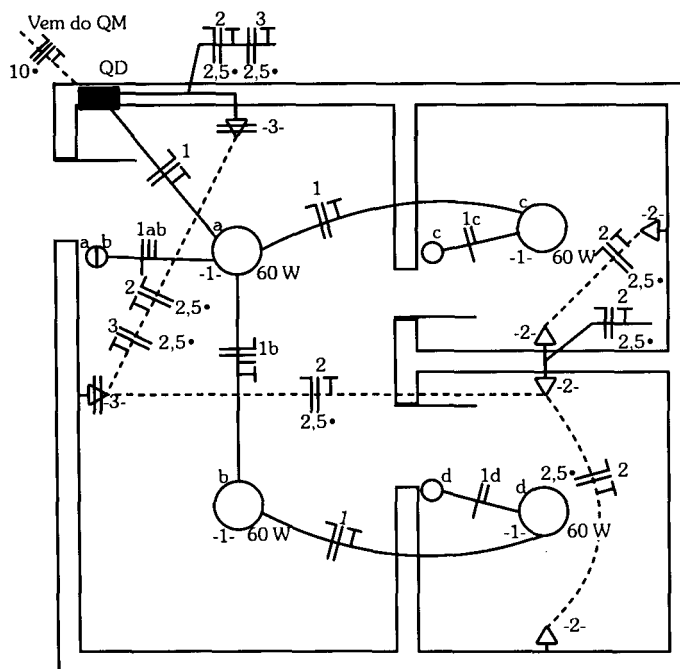 Vem do QM
2 3
10• QD 2,5• 2,5•
-3-
1
1
a c
1ab 1c 2 -2-
a b c
-1- 60 W -1- 60 W
2 2,5•
2,5• 2
3 2,5• 1b -2- 2,5•
2
-3- -2-
2,5•
b d 1d d 2,5• 2
-1- 60 W 1 -1- 60 W
-2-